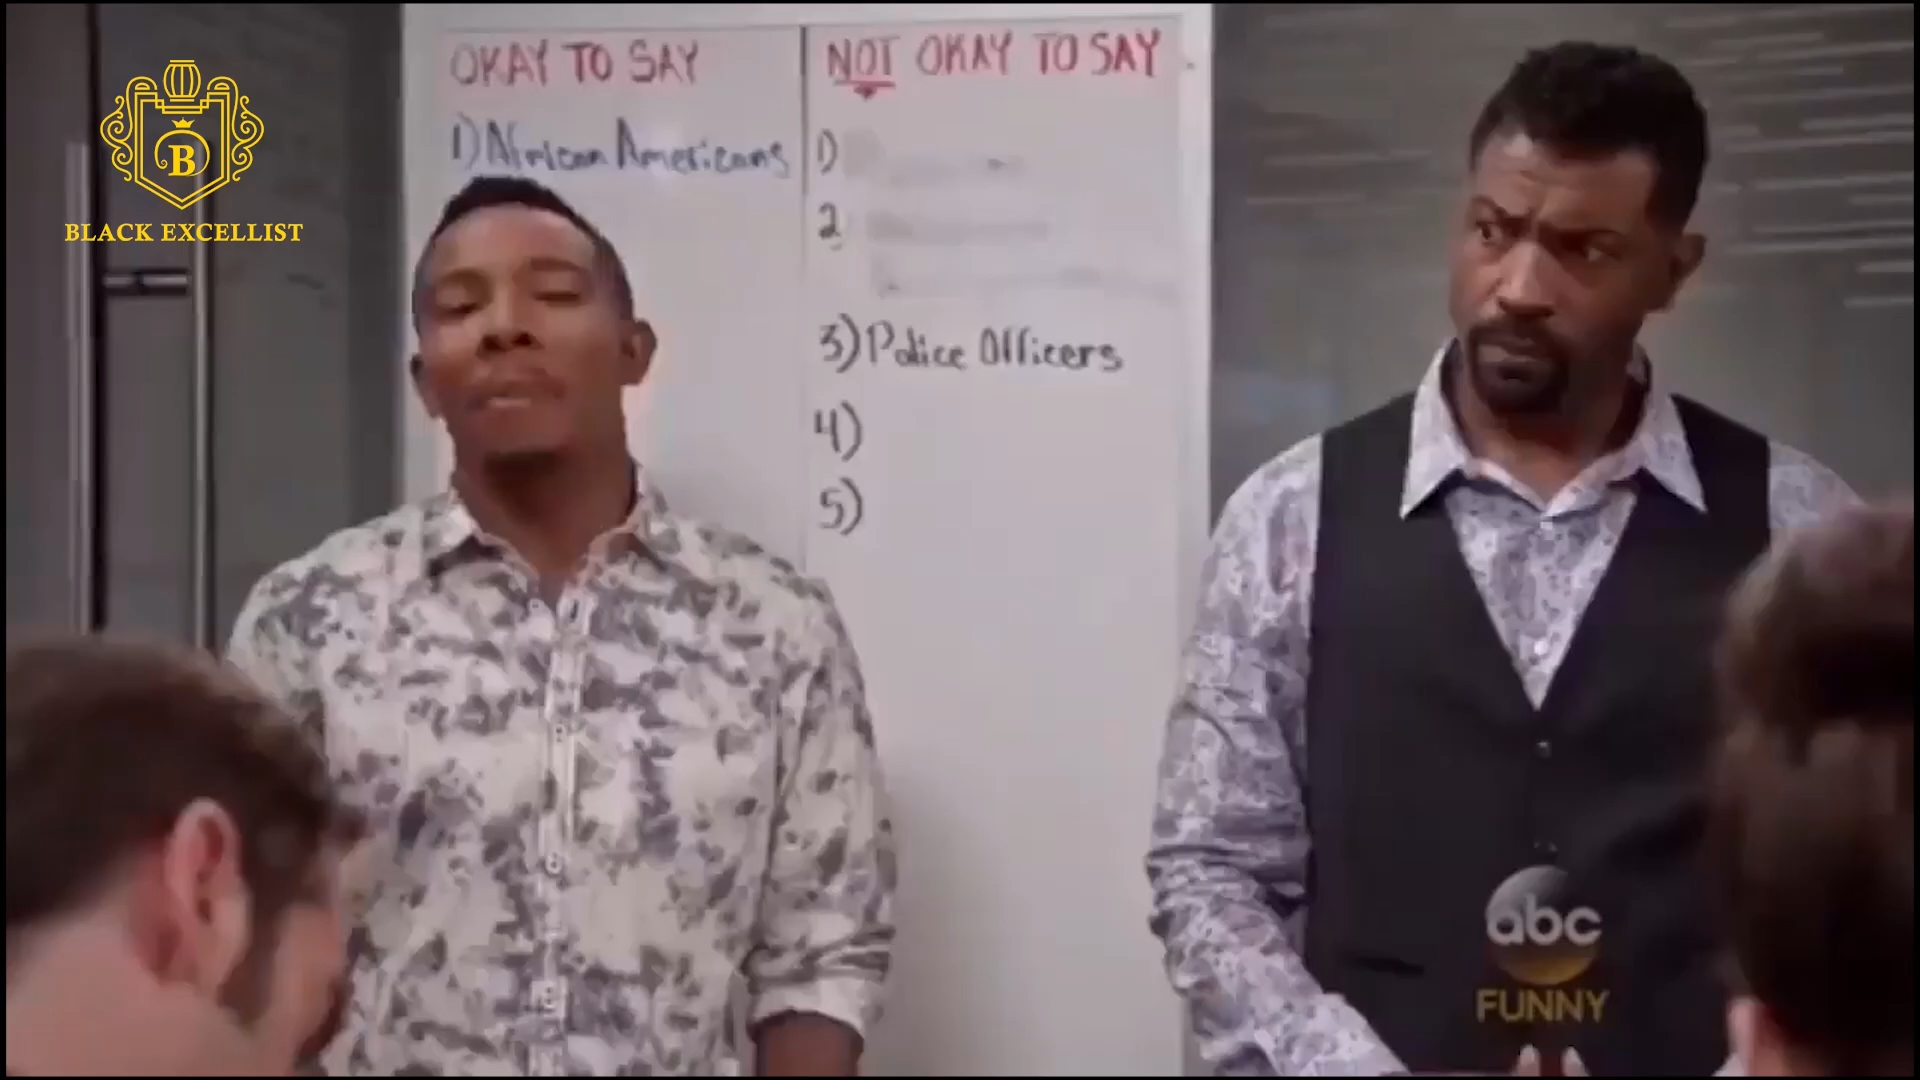 OKAY TO SAY
1) African Americans
NOT OKAY TO SAY
1)
2
3) Police Officers
4)
5)
B
BLACK EXCELLIST
abc
FUNNY